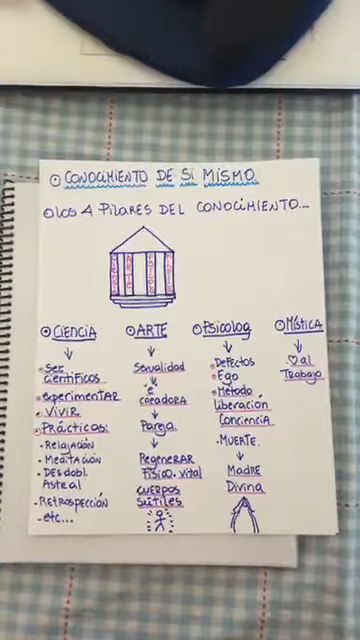 CONOCIMIENTO DE SÍ MISMO.
LOS 4 PILARES DEL CONOCIMIENTO...
CIENCIA
Ser
científicos
experimentar
VIVIR
Prácticas:
- Relajación
- Meditación
- Desdobl.
Astral
- Retrospección
- etc...
ARTE
Sexualidad
CREADORA
Pareja
Regenerar
Físico. vital
cuerpos
sutiles
Psicolog
Defectos
Ego
Método
liberación
Conciencia
. MUERTE.
Madre
Divina
Mística
♡ al
Trabajo